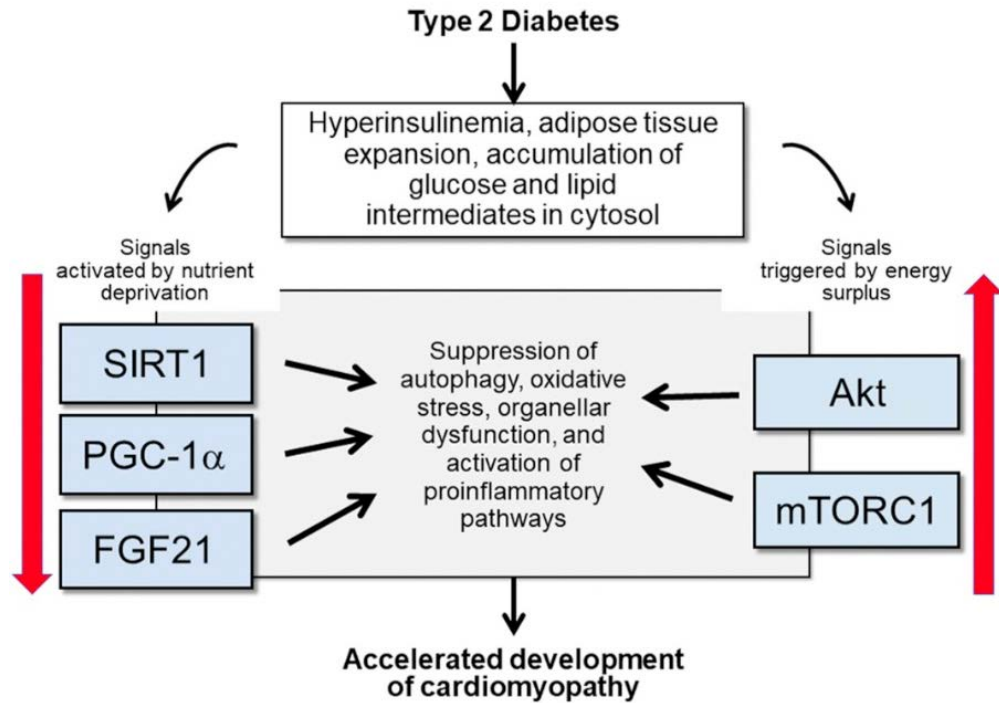 Type 2 Diabetes
Hyperinsulinemia, adipose tissue
expansion, accumulation of
glucose and lipid
intermediates in cytosol
Signals
activated by nutrient
deprivation
Signals
triggered by energy
surplus
SIRT1
PGC-1α
FGF21
Suppression of
autophagy, oxidative
stress, organellar
dysfunction, and
activation of
proinflammatory
pathways
Akt
mTORC1
Accelerated development
of cardiomyopathy